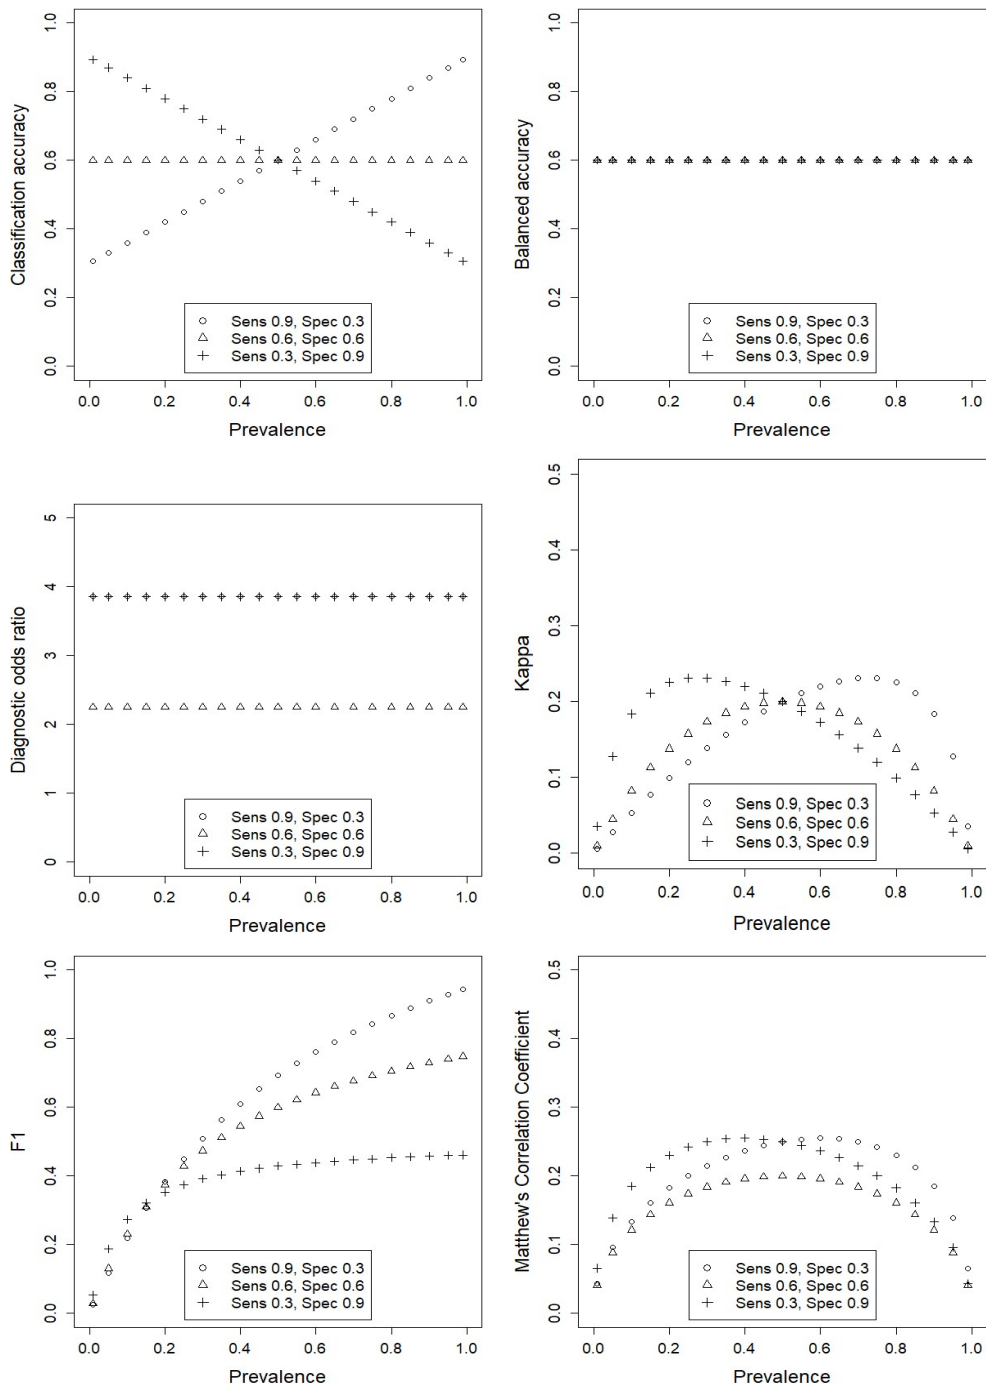 Classification accuracy
1.0
0.8
0.6
0.4
0.2
0.0
Sens 0.9, Spec 0.3
Sens 0.6, Spec 0.6
Sens 0.3, Spec 0.9
0.0 0.2 0.4 0.6 0.8 1.0
Prevalence
Balanced accuracy
1.0
0.8
0.6
0.4
0.2
0.0
Sens 0.9, Spec 0.3
Sens 0.6, Spec 0.6
Sens 0.3, Spec 0.9
0.0 0.2 0.4 0.6 0.8 1.0
Prevalence
Diagnostic odds ratio
5
4
3
2
1
0
Sens 0.9, Spec 0.3
Sens 0.6, Spec 0.6
Sens 0.3, Spec 0.9
0.0 0.2 0.4 0.6 0.8 1.0
Prevalence
Kappa
0.5
0.4
0.3
0.2
0.1
0.0
Sens 0.9, Spec 0.3
Sens 0.6, Spec 0.6
Sens 0.3, Spec 0.9
0.0 0.2 0.4 0.6 0.8 1.0
Prevalence
F1
1.0
0.8
0.6
0.4
0.2
0.0
Sens 0.9, Spec 0.3
Sens 0.6, Spec 0.6
Sens 0.3, Spec 0.9
0.0 0.2 0.4 0.6 0.8 1.0
Prevalence
Matthew's Correlation Coefficient
0.5
0.4
0.3
0.2
0.1
0.0
Sens 0.9, Spec 0.3
Sens 0.6, Spec 0.6
Sens 0.3, Spec 0.9
0.0 0.2 0.4 0.6 0.8 1.0
Prevalence